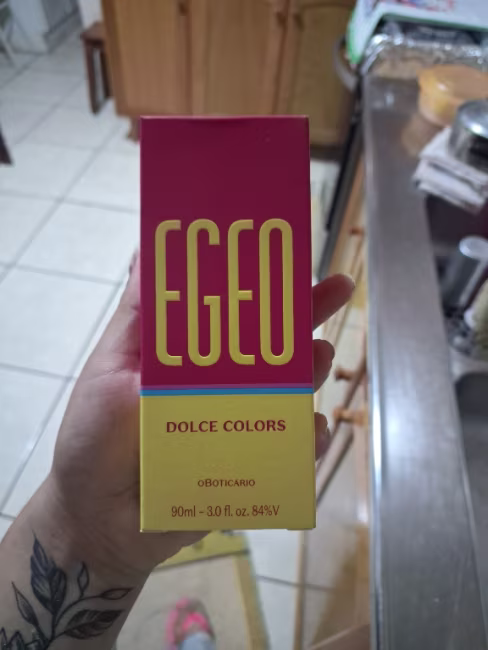 EGEO
DOLCE COLORS
oBoticário
90ml - 3.0 fl. oz. 84%V